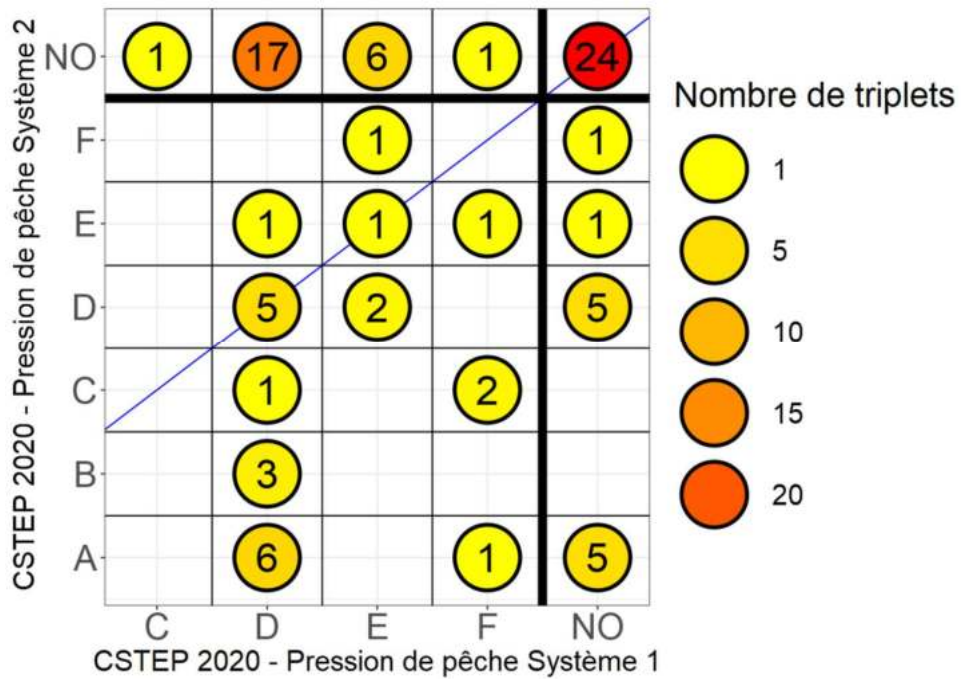 CSTEP 2020 - Pression de pêche Système 2
NO 1 17 6 1 24
F 1 1
E 1 1 1 1
D 5 2 5
C 1 2
B 3
A 6 1 5
C D E F NO
CSTEP 2020 - Pression de pêche Système 1
Nombre de triplets
1
5
10
15
20